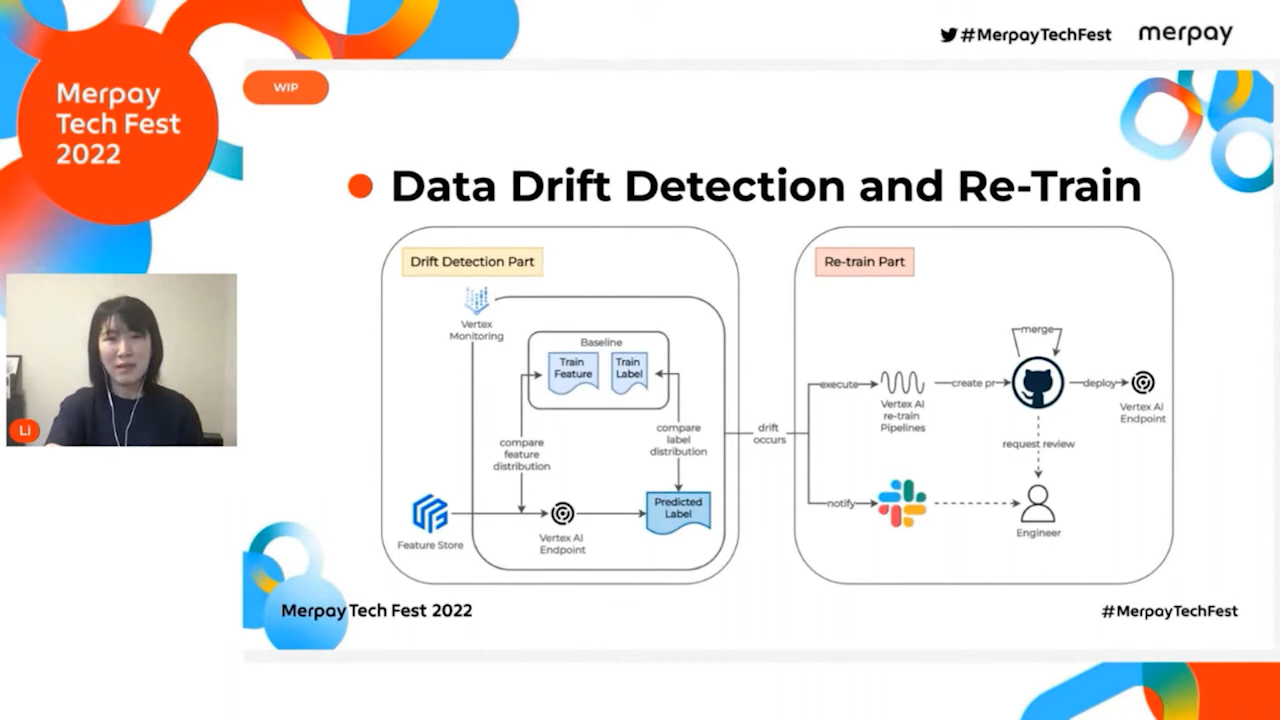 #MerpayTechFest
merpay
Merpay
Tech Fest
2022
WIP
Data Drift Detection and Re-Train
Drift Detection Part
Vertex
Monitoring
Baseline
Train
Feature
Train
Label
compare
feature
distribution
compare
label
distribution
Feature Store
Vertex AI
Endpoint
Predicted
Label
drift
occurs
Re-train Part
merge
execute
Vertex AI
re-train
Pipelines
create pr
deploy
Vertex AI
Endpoint
request review
notify
Engineer
LI
Merpay Tech Fest 2022
#MerpayTechFest